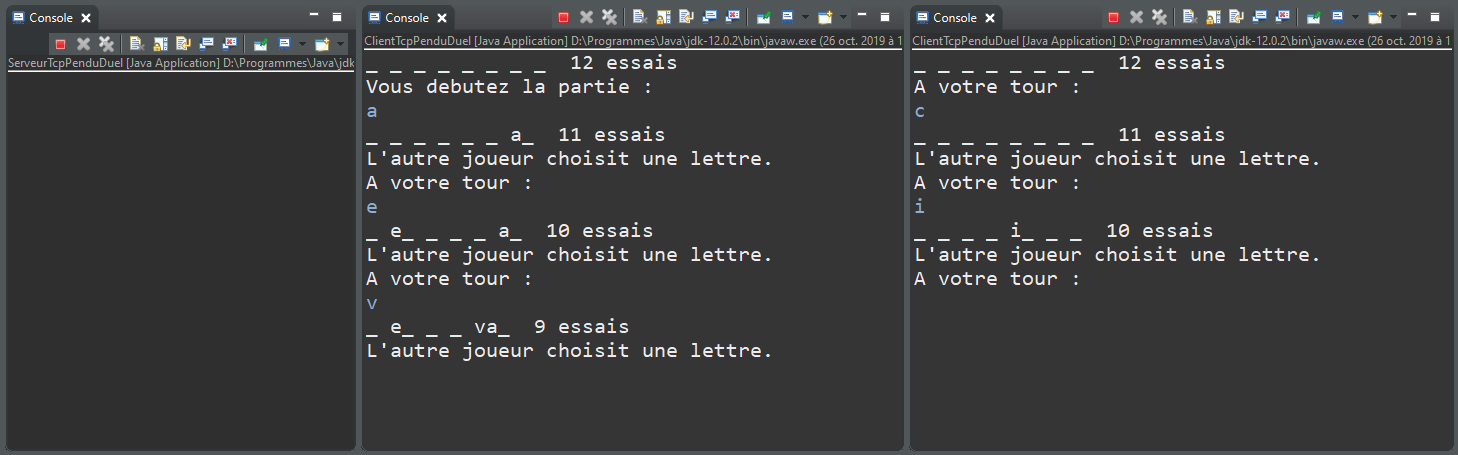 Console
ServeurTcpPenduDuel [Java Application] D:\Programmes\Java\jdk
Console
ClientTcpPenduDuel [Java Application] D:\Programmes\Java\jdk-12.0.2\bin\javaw.exe (26 oct. 2019 à 1
_ _ _ _ _ _ _ _  12 essais
Vous debutez la partie :
a
_ _ _ _ _ _ a_  11 essais
L'autre joueur choisit une lettre.
A votre tour :
e
_ e_ _ _ _ a_  10 essais
L'autre joueur choisit une lettre.
A votre tour :
v
_ e_ _ _ va_  9 essais
L'autre joueur choisit une lettre.
Console
ClientTcpPenduDuel [Java Application] D:\Programmes\Java\jdk-12.0.2\bin\javaw.exe (26 oct. 2019 à 1
_ _ _ _ _ _ _ _  12 essais
A votre tour :
c
_ _ _ _ _ _ _ _  11 essais
L'autre joueur choisit une lettre.
A votre tour :
i
_ _ _ _ i_ _ _  10 essais
L'autre joueur choisit une lettre.
A votre tour :